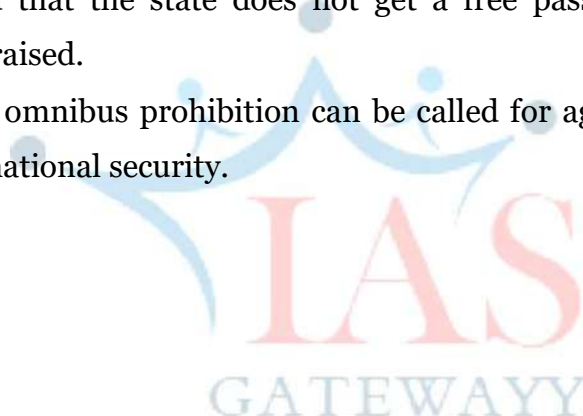 that the state does not get a free pass
raised.
omnibus prohibition can be called for ag
national security.
IAS
GATEWAYY